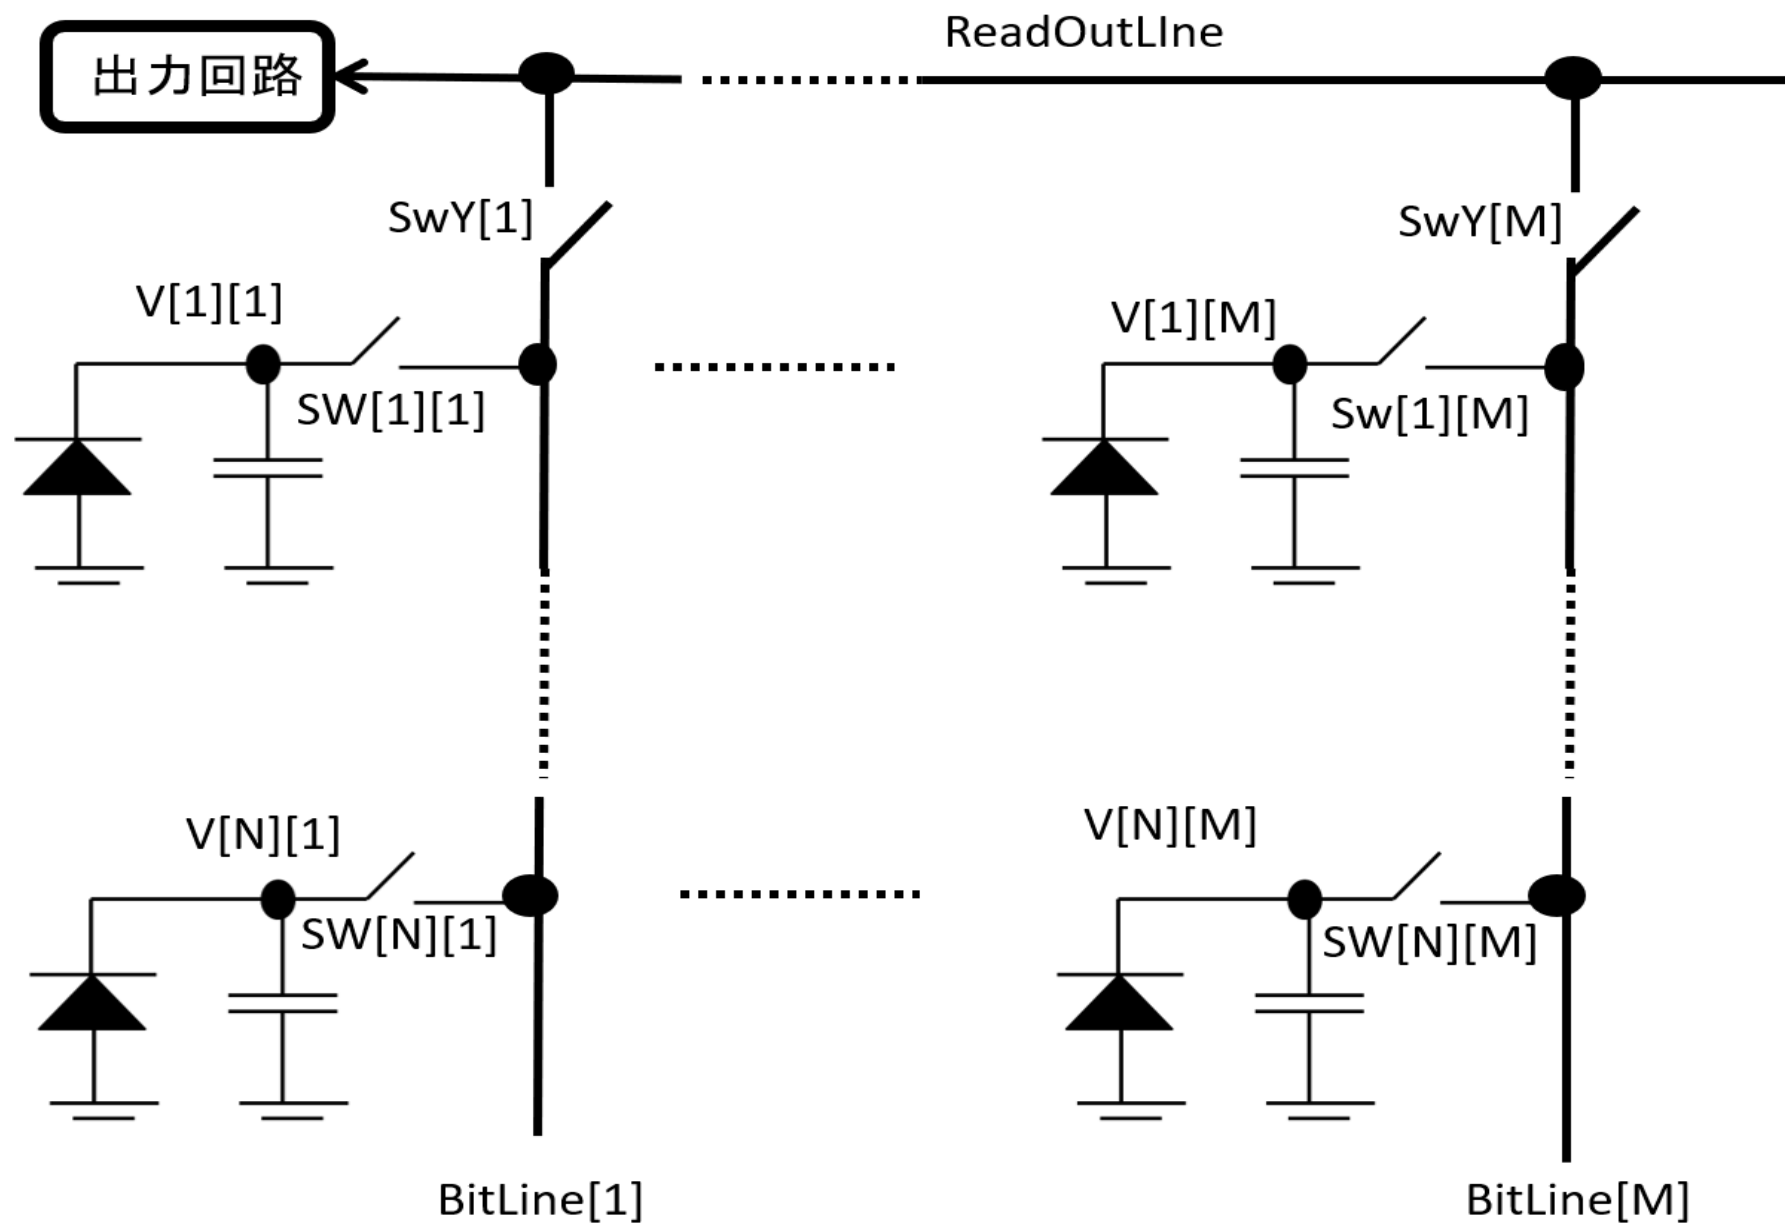 ReadOutLIne
出力回路
SwY[1]
SwY[M]
V[1][1]
V[1][M]
SW[1][1]
Sw[1][M]
V[N][1]
V[N][M]
SW[N][1]
SW[N][M]
BitLine[1]
BitLine[M]